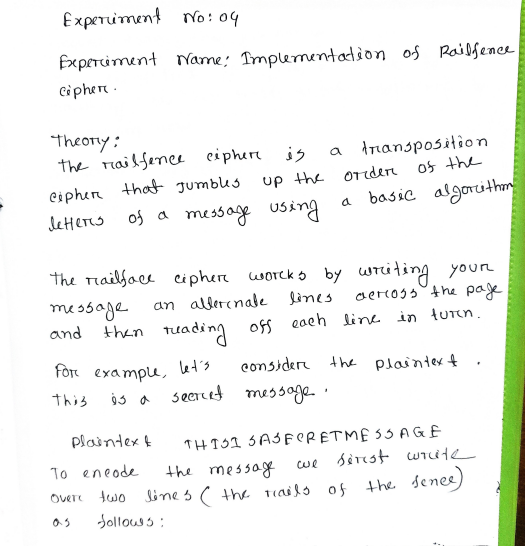 Experiment No: 04
Experiment Name: Implementation of Railfence
cipher.
Theory:
The railfence cipher is a transposition
cipher that jumbles up the order of the
letters of a message using a basic algorithm
The railface cipher works by writing your
message an alternate lines across the page
and then reading off each line in turn.
For example, let's consider the plaintext.
This is a secret message.
Plaintext THISISASECRETMESSAGE
To encode the message we first write
over two lines (the rails of the fence)
as follows: